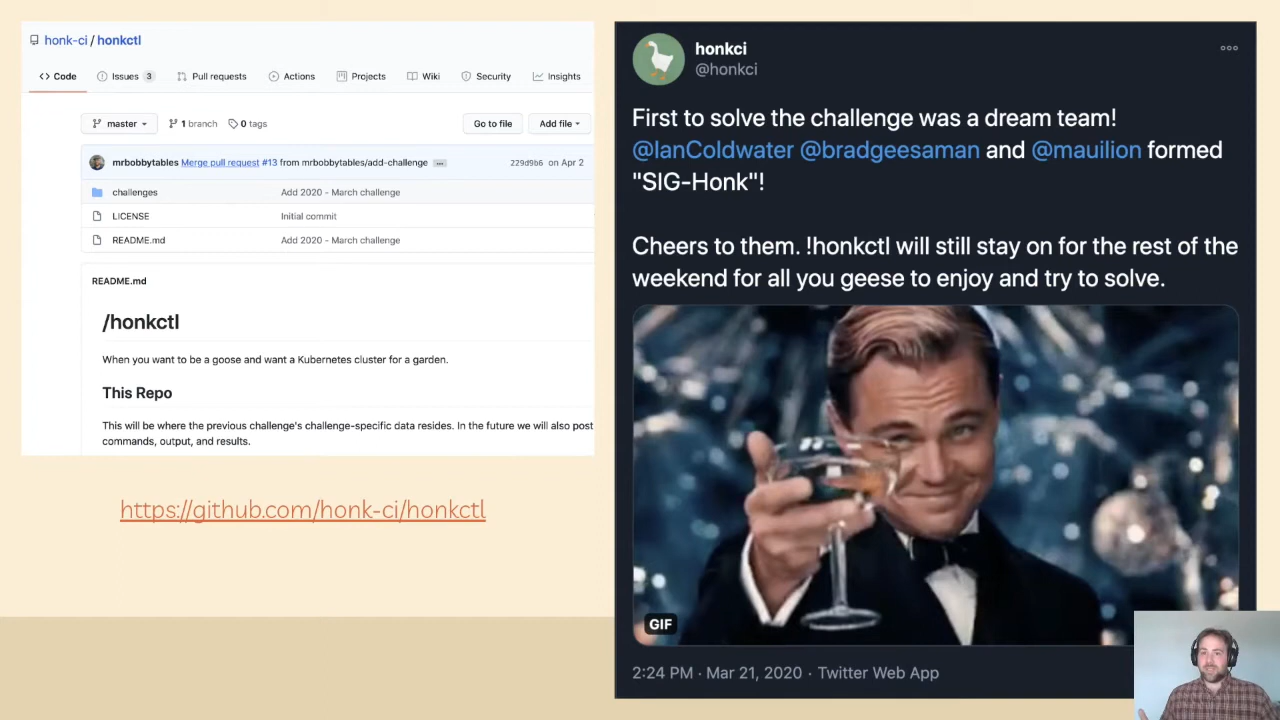 honk-ci / honkctl
Code Issues 3 Pull requests Actions Projects Wiki Security Insights
master 1 branch 0 tags Go to file Add file
mrbobbytables Merge pull request #13 from mrbobbytables/add-challenge ... 229d9b6 on Apr 2
challenges Add 2020 - March challenge
LICENSE Initial commit
README.md Add 2020 - March challenge
README.md
/honkctl
When you want to be a goose and want a Kubernetes cluster for a garden.
This Repo
This will be where the previous challenge's challenge-specific data resides. In the future we will also post
commands, output, and results.
https://github.com/honk-ci/honkctl
honkci
@honkci
First to solve the challenge was a dream team!
@IanColdwater @bradgeesaman and @mauilion formed
"SIG-Honk"!
Cheers to them. !honkctl will still stay on for the rest of the
weekend for all you geese to enjoy and try to solve.
GIF
2:24 PM · Mar 21, 2020 · Twitter Web App